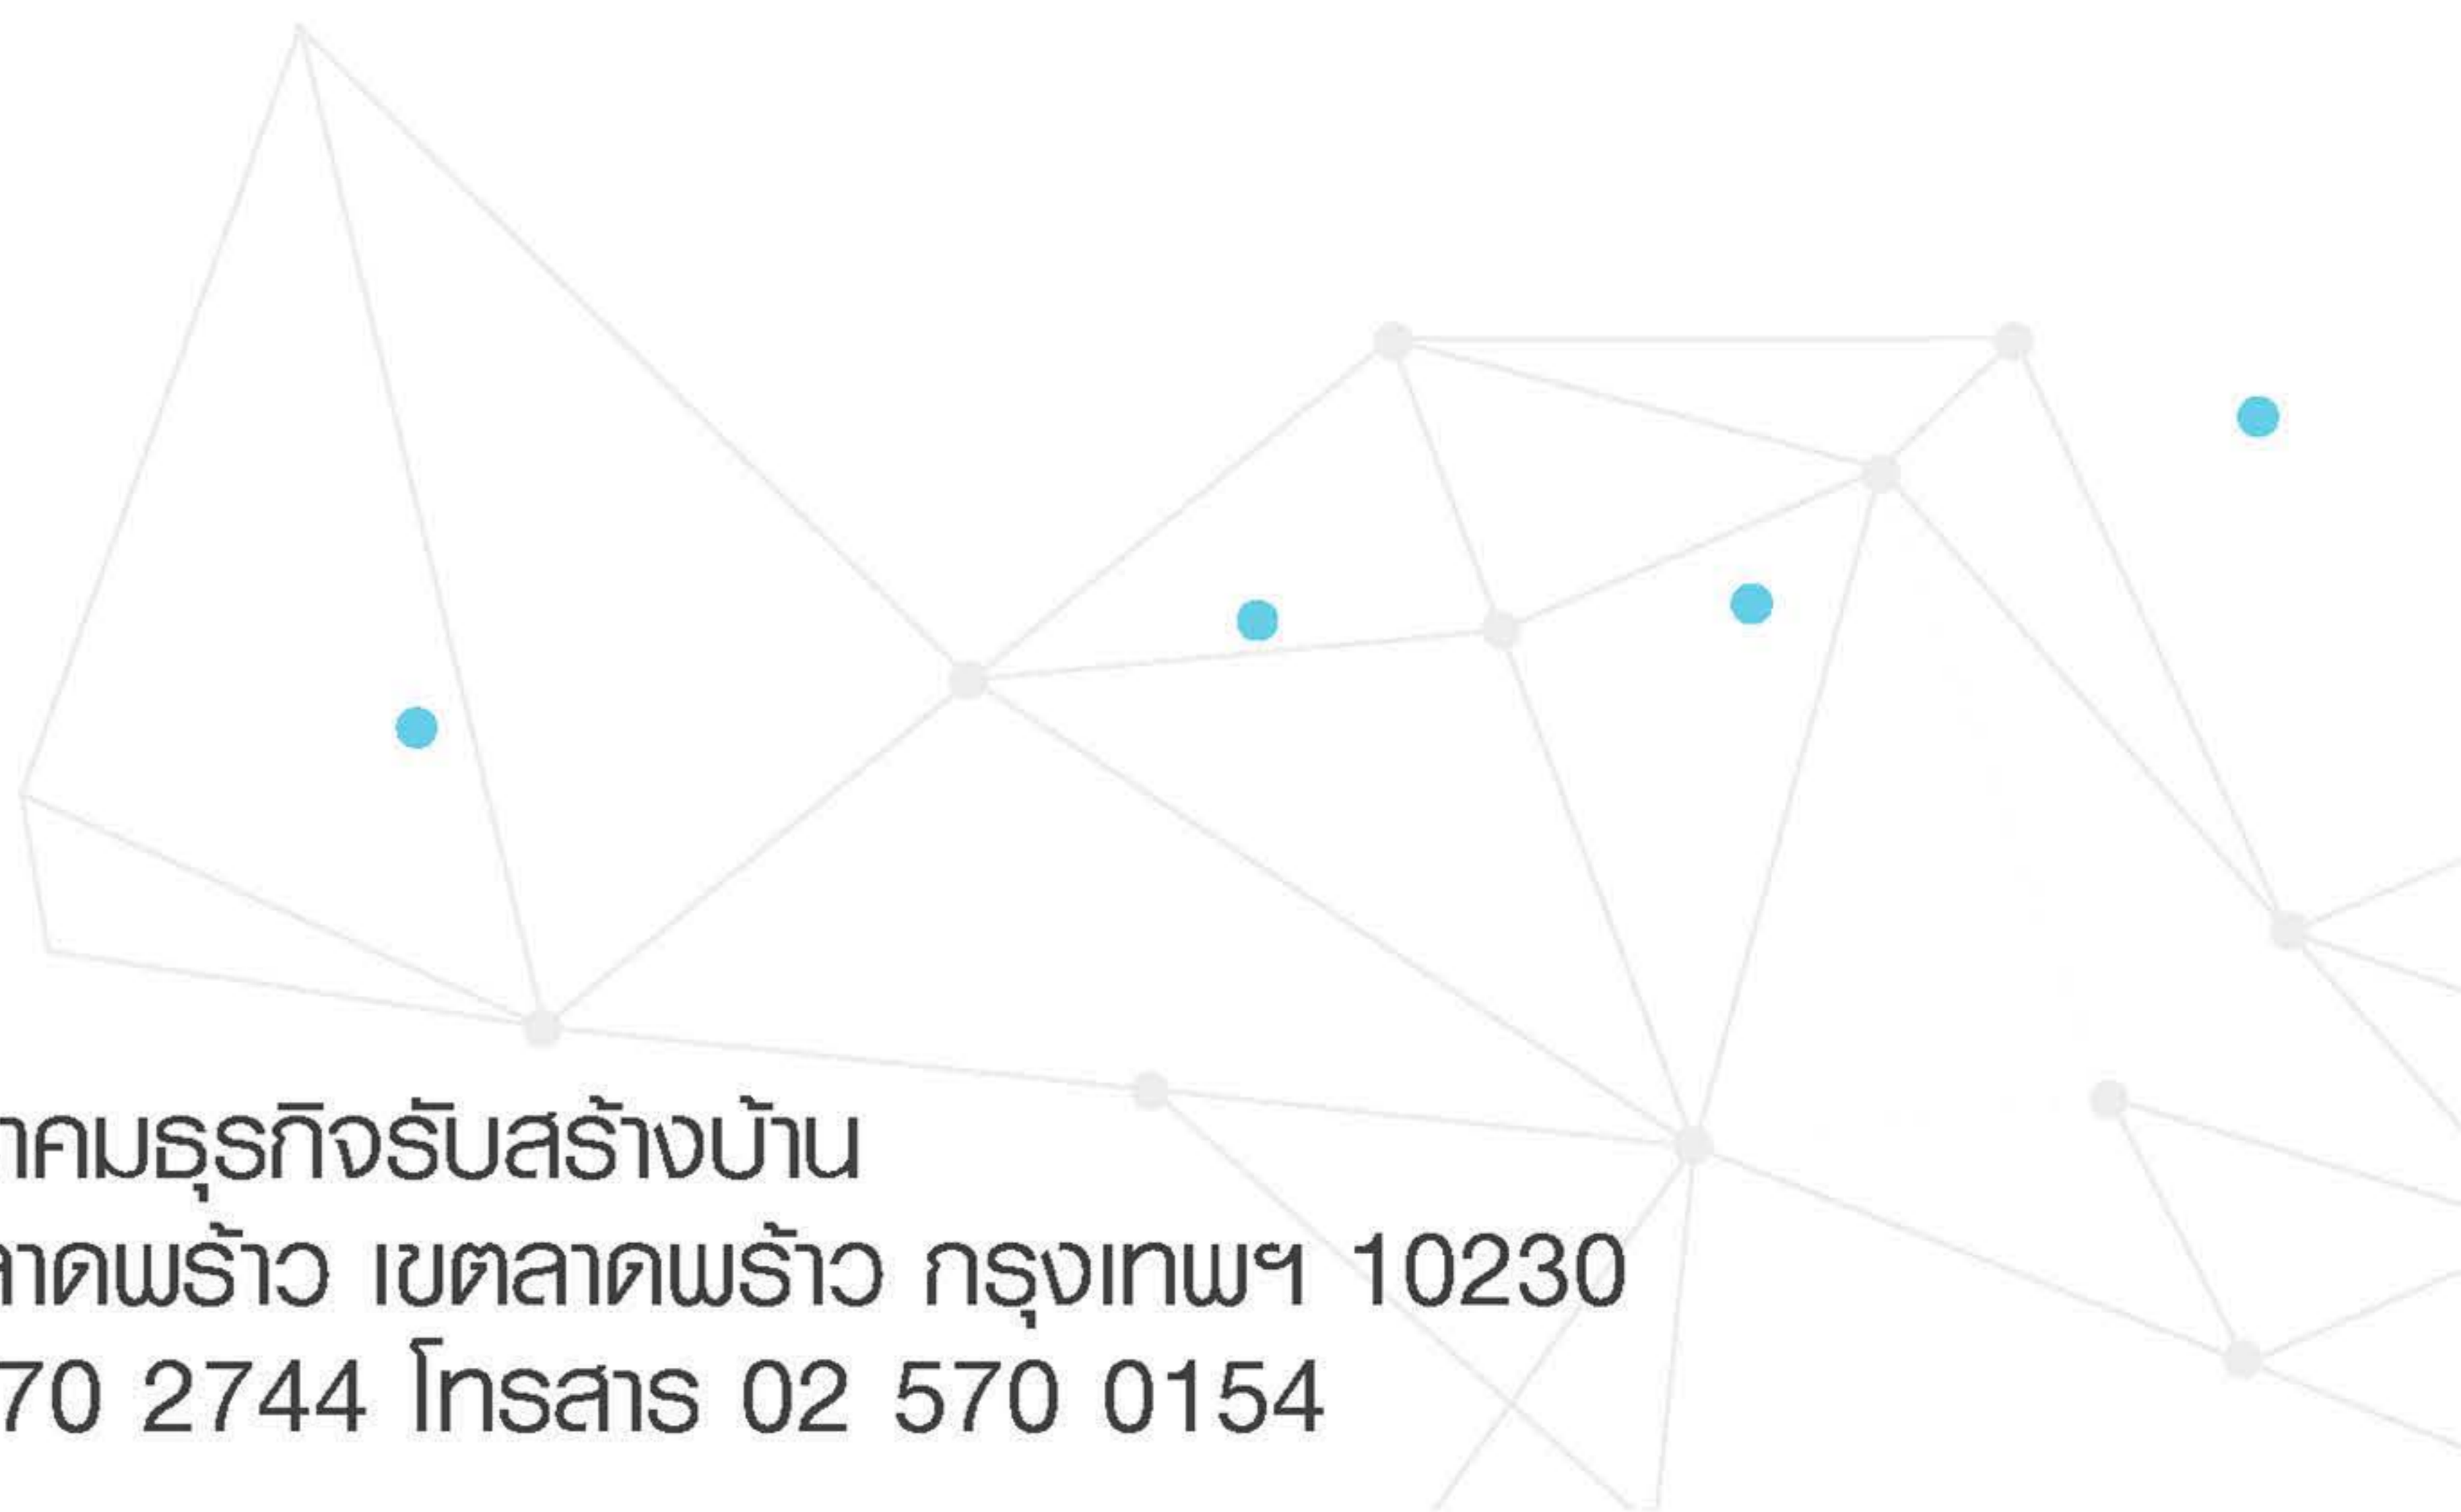 าคมธุรกิจรับสร้างบ้าน
ลาดพร้าว เขตลาดพร้าว กรุงเทพฯ 10230
70 2744 โทรสาร 02 570 0154